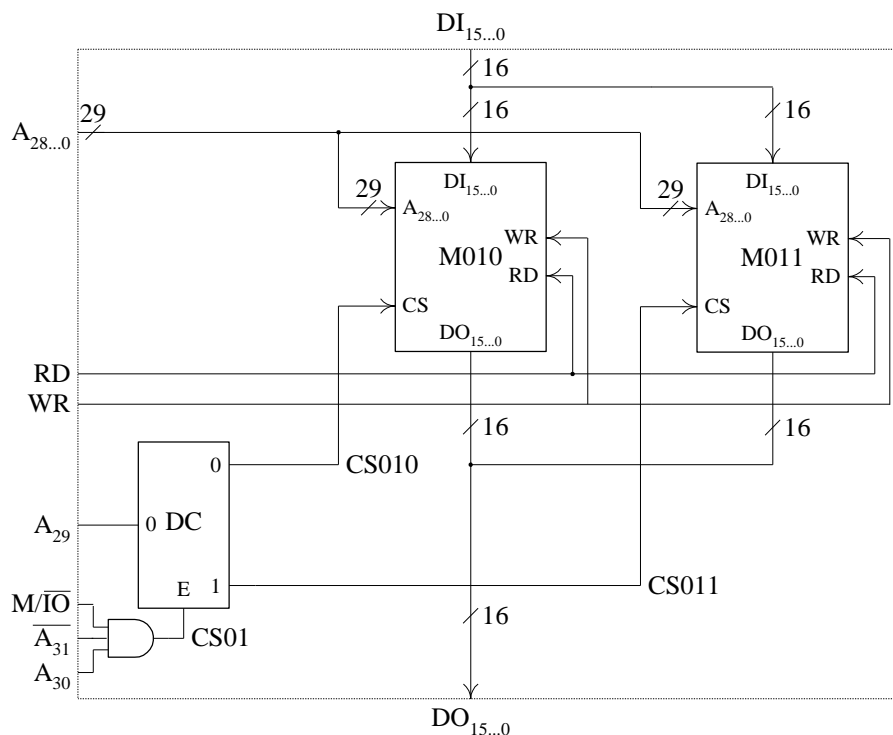 DI15...0
16
16
16
29
A28...0
DI15...0
DI15...0
29
A28...0
29
A28...0
WR
WR
M010
M011
RD
RD
CS
CS
DO15...0
DO15...0
RD
WR
16
16
0
CS010
A29
0 DC
E
1
CS011
M/IO
16
A31
CS01
A30
DO15...0